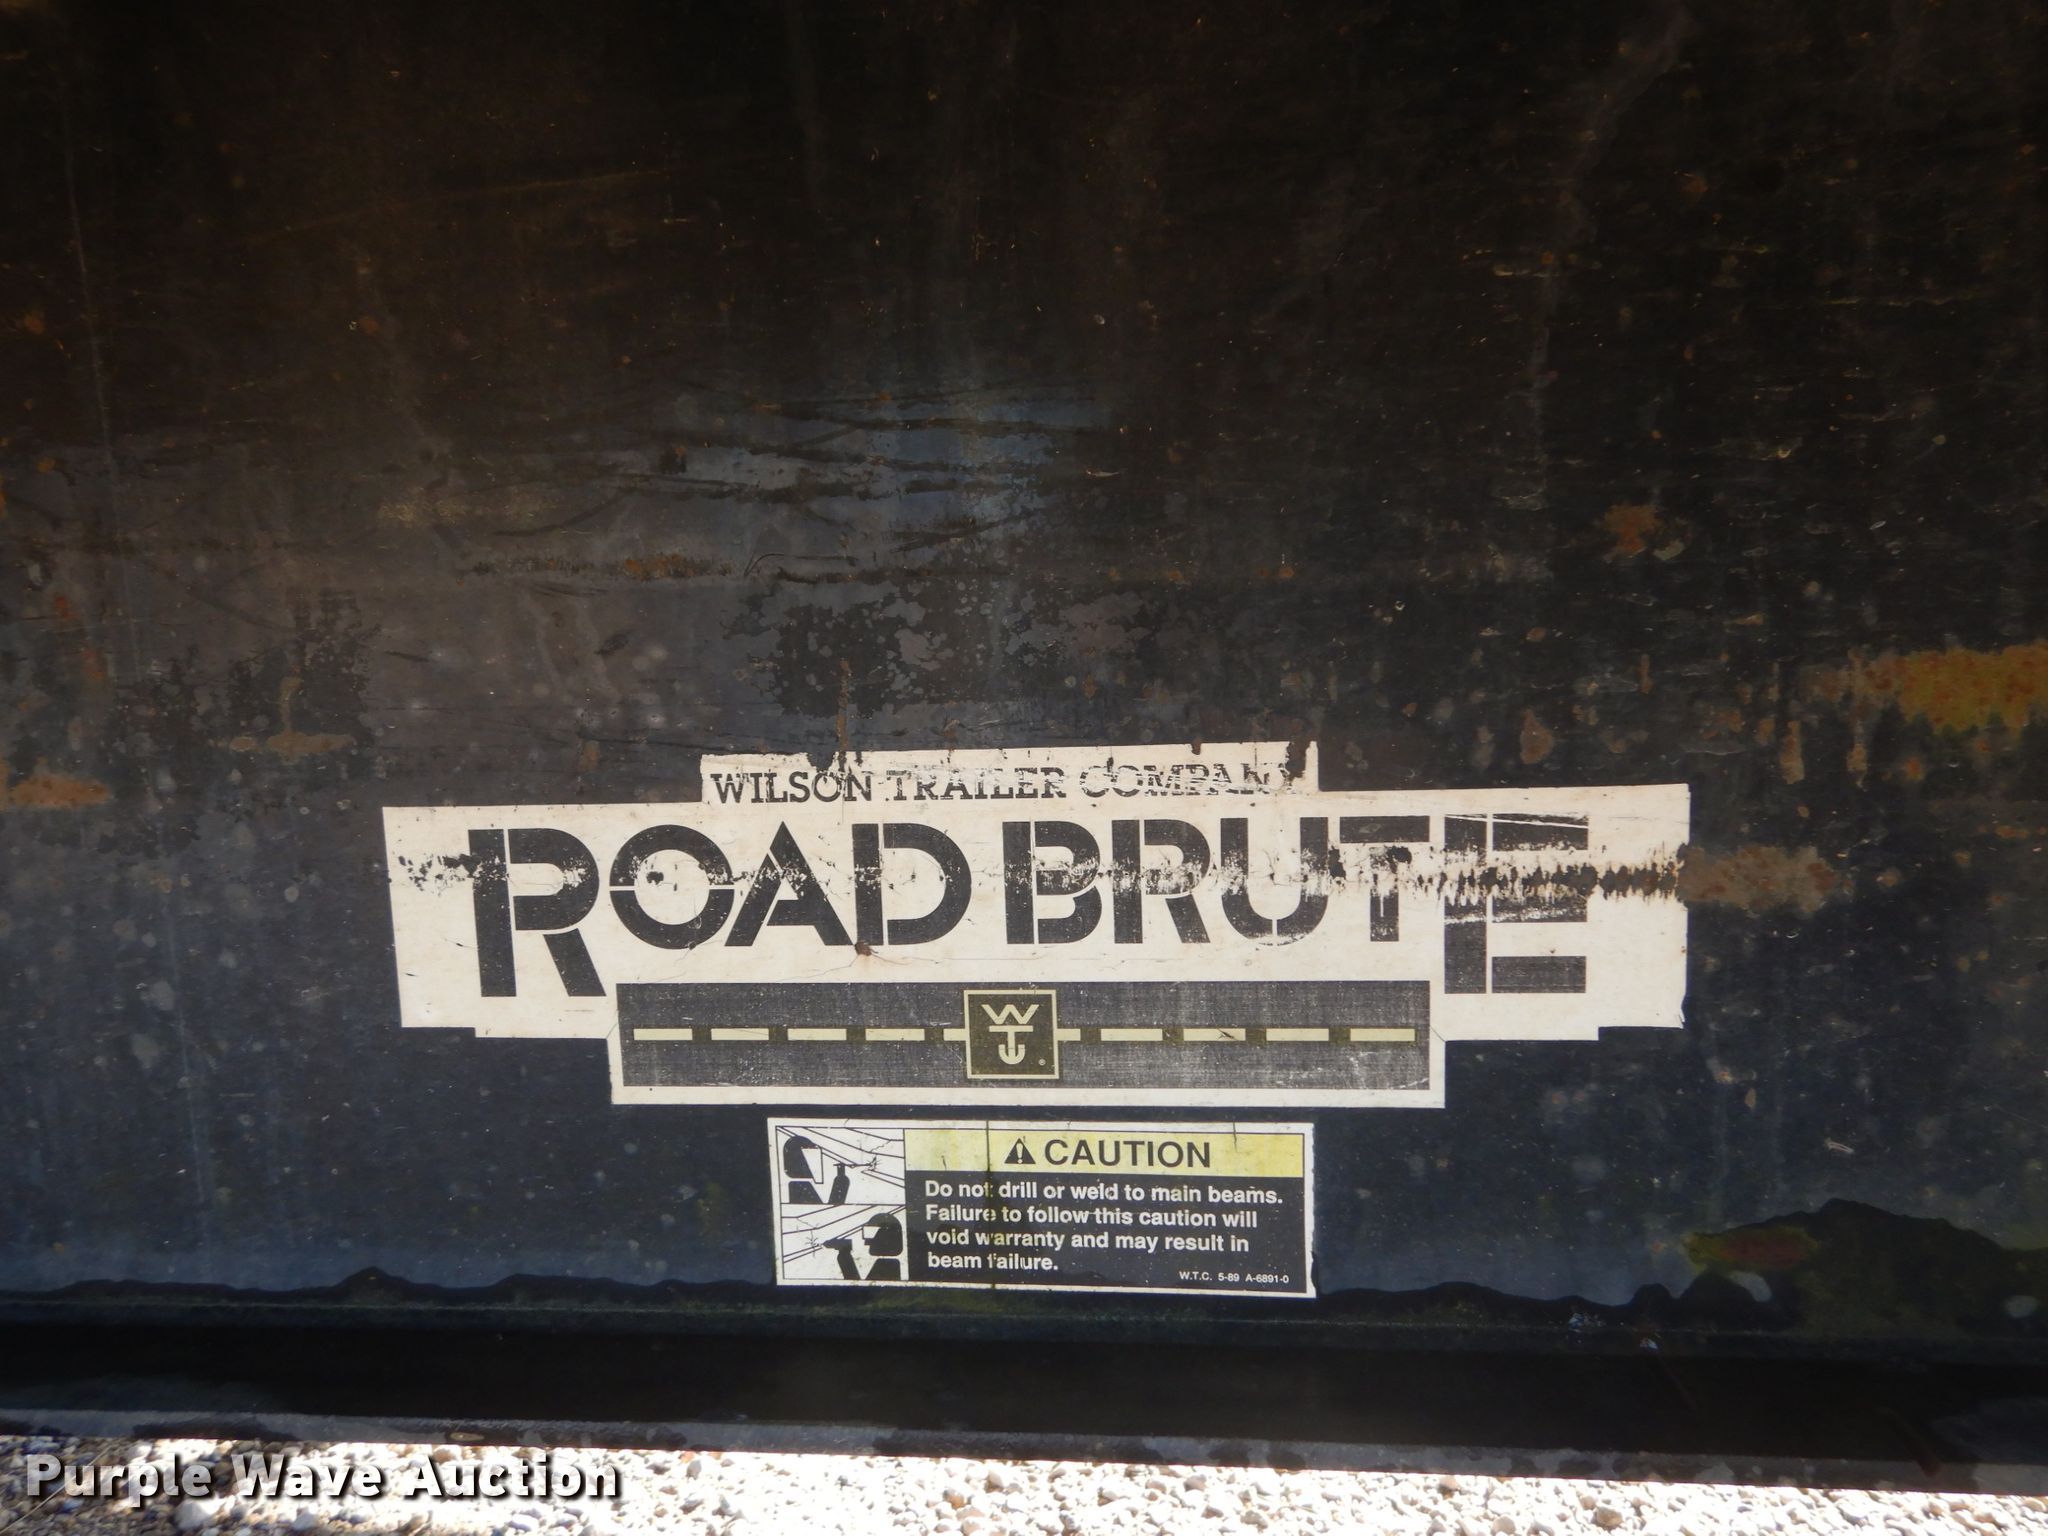 WILSON TRAILER COMPANY
ROAD BRUTE
WTC
CAUTION
Do not drill or weld to main beams.
Failure to follow this caution will
void warranty and may result in
beam failure.
W.T.C. 5-89 A-6891-0
Purple Wave Auction